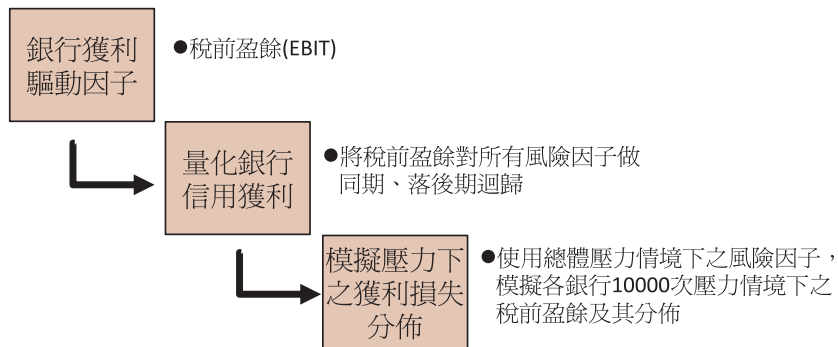 銀行獲利
驅動因子
●稅前盈餘(EBIT)
量化銀行
信用獲利
●將稅前盈餘對所有風險因子做
同期、落後期迴歸
模擬壓力下
之獲利損失
分佈
●使用總體壓力情境下之風險因子，
模擬各銀行10000次壓力情境下之
稅前盈餘及其分佈